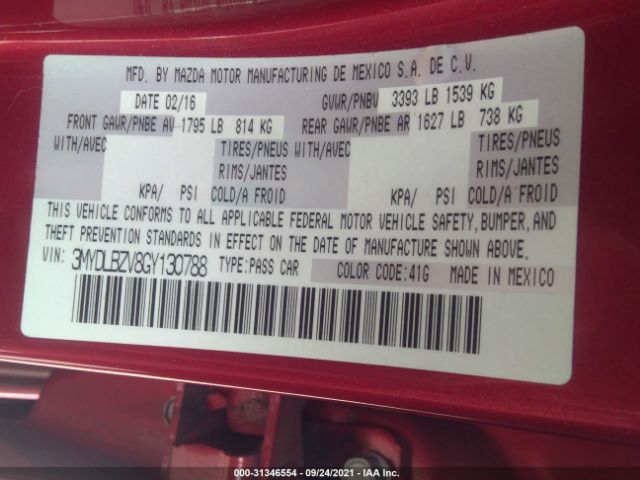 MFD. BY MAZDA MOTOR MANUFACTURING DE MEXICO S.A. DE C.V.
DATE 02/16 GVWR/PNBV 3393 LB 1539 KG
FRONT GAWR/PNBE AV 1795 LB 814 KG REAR GAWR/PNBE AR 1627 LB 738 KG
WITH/AVEC TIRES/PNEUS WITH/AVEC TIRES/PNEUS
RIMS/JANTES RIMS/JANTES
KPA/ PSI COLD/A FROID KPA/ PSI COLD/A FROID
THIS VEHICLE CONFORMS TO ALL APPLICABLE FEDERAL MOTOR VEHICLE SAFETY, BUMPER, AND
THEFT PREVENTION STANDARDS IN EFFECT ON THE DATE OF MANUFACTURE SHOWN ABOVE.
VIN: 3MYDLBZV8GY130788 TYPE:PASS CAR COLOR CODE:41G MADE IN MEXICO
000-31346554 - 09/24/2021 - IAA Inc.